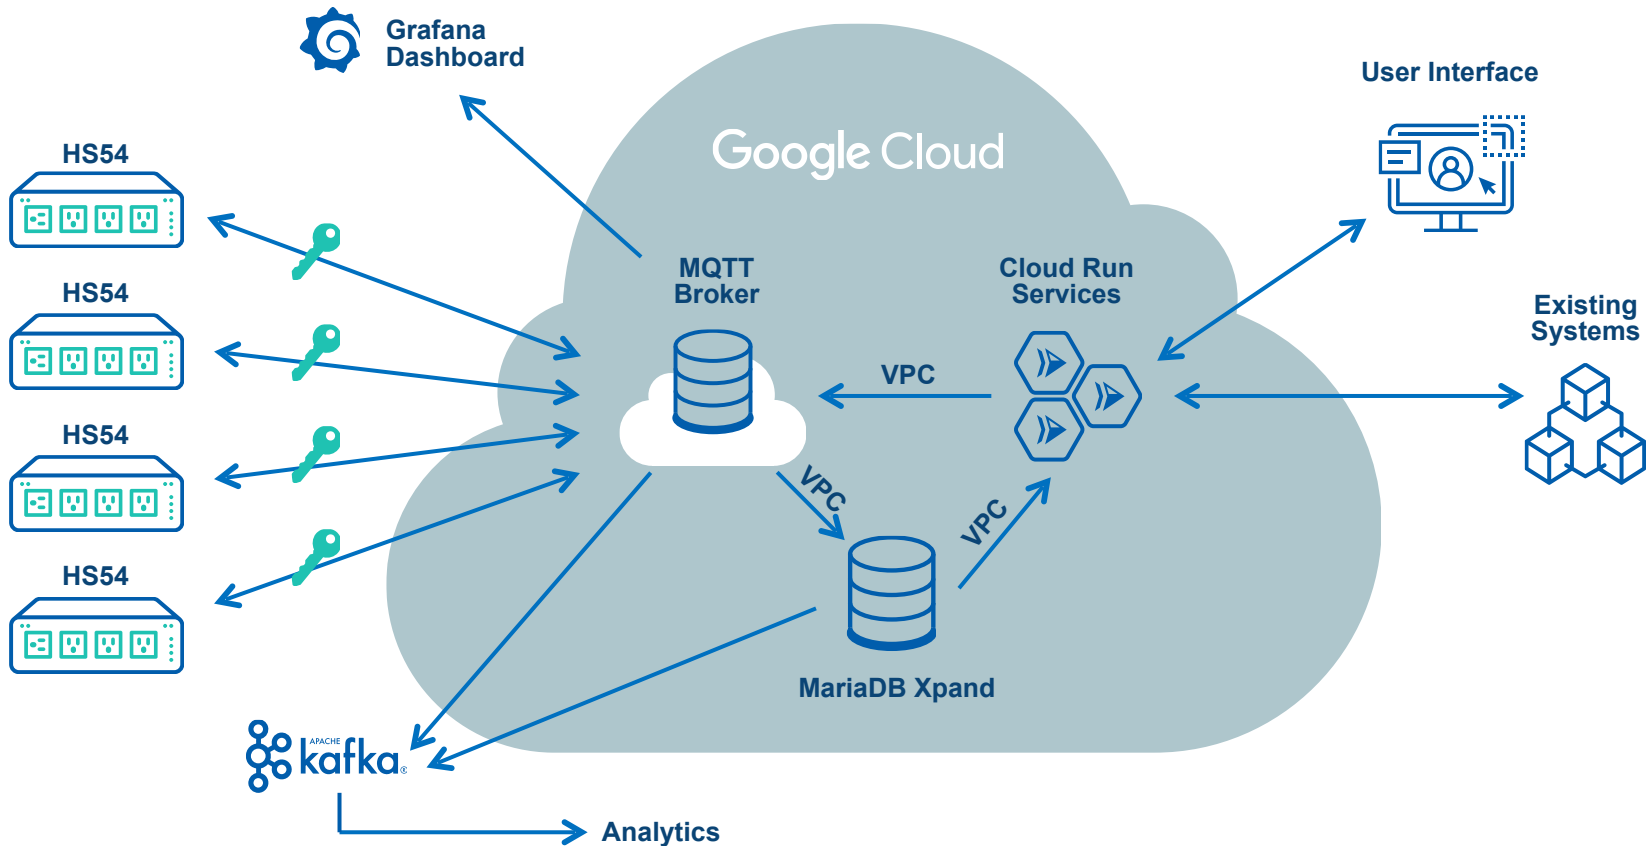 Grafana
Dashboard
User Interface
Google Cloud
HS54
MQTT
Broker
Cloud Run
Services
HS54
Existing
Systems
VPC
HS54
VPC
VPC
HS54
MariaDB Xpand
APACHE
kafka®
Analytics